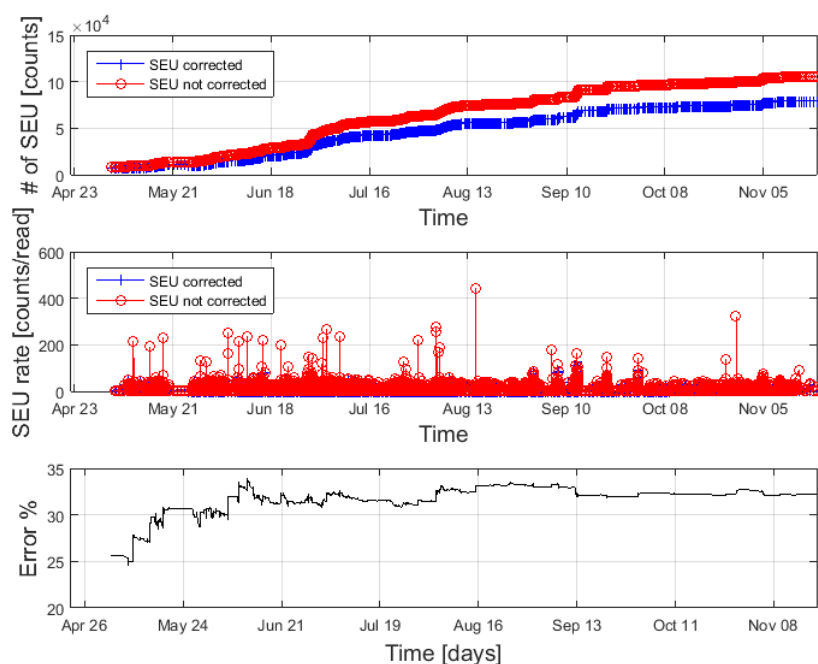 ×10⁴
# of SEU [counts]
15
10
5
0
SEU corrected
SEU not corrected
Apr 23 May 21 Jun 18 Jul 16 Aug 13 Sep 10 Oct 08 Nov 05
Time
SEU rate [counts/read]
600
400
200
0
SEU corrected
SEU not corrected
Apr 23 May 21 Jun 18 Jul 16 Aug 13 Sep 10 Oct 08 Nov 05
Time
Error %
35
30
25
20
Apr 26 May 24 Jun 21 Jul 19 Aug 16 Sep 13 Oct 11 Nov 08
Time [days]